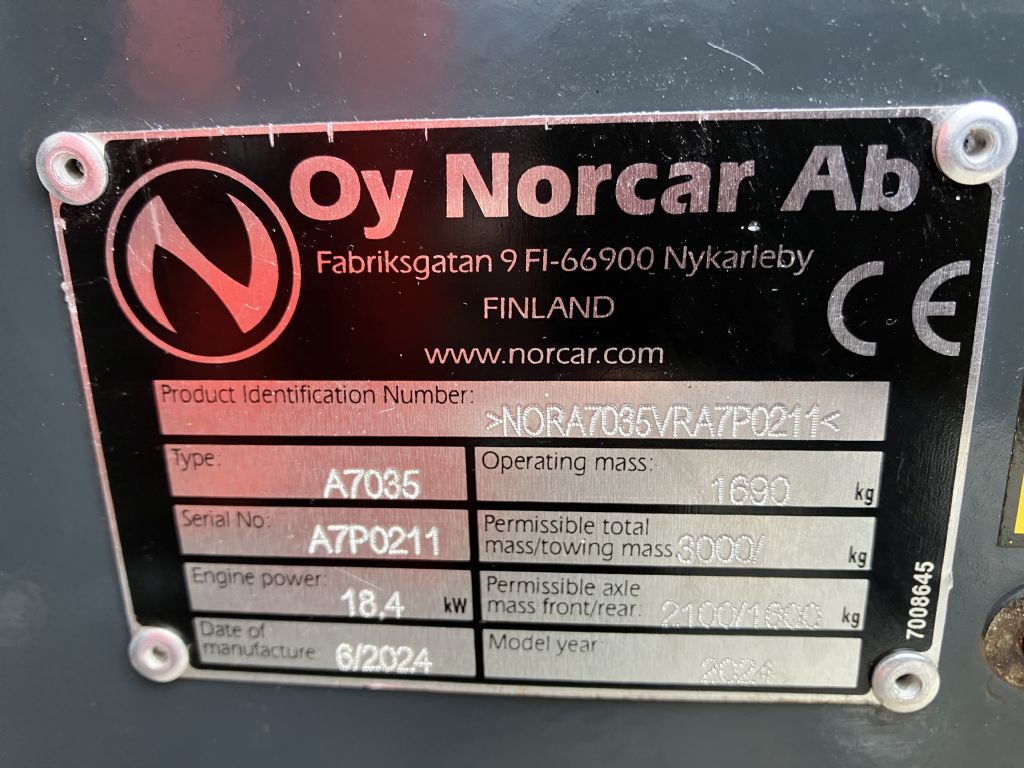 Oy Norcar Ab
Fabriksgatan 9 FI-66900 Nykarleby
FINLAND
www.norcar.com
CE
Product Identification Number: >NORA7035VRA7P0211<
Type: A7035
Operating mass: 1690 kg
Serial No: A7P0211
Permissible total
mass/towing mass 3000/ kg
Engine power: 18,4 kW
Permissible axle
mass front/rear: 2100/1600 kg
Date of
manufacture 6/2024
Model year: 2024
7008645